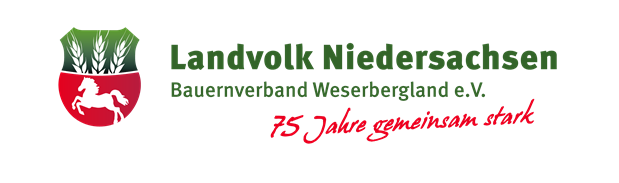 Landvolk Niedersachsen
Bauernverband Weserbergland e.V.
75 Jahre gemeinsam stark